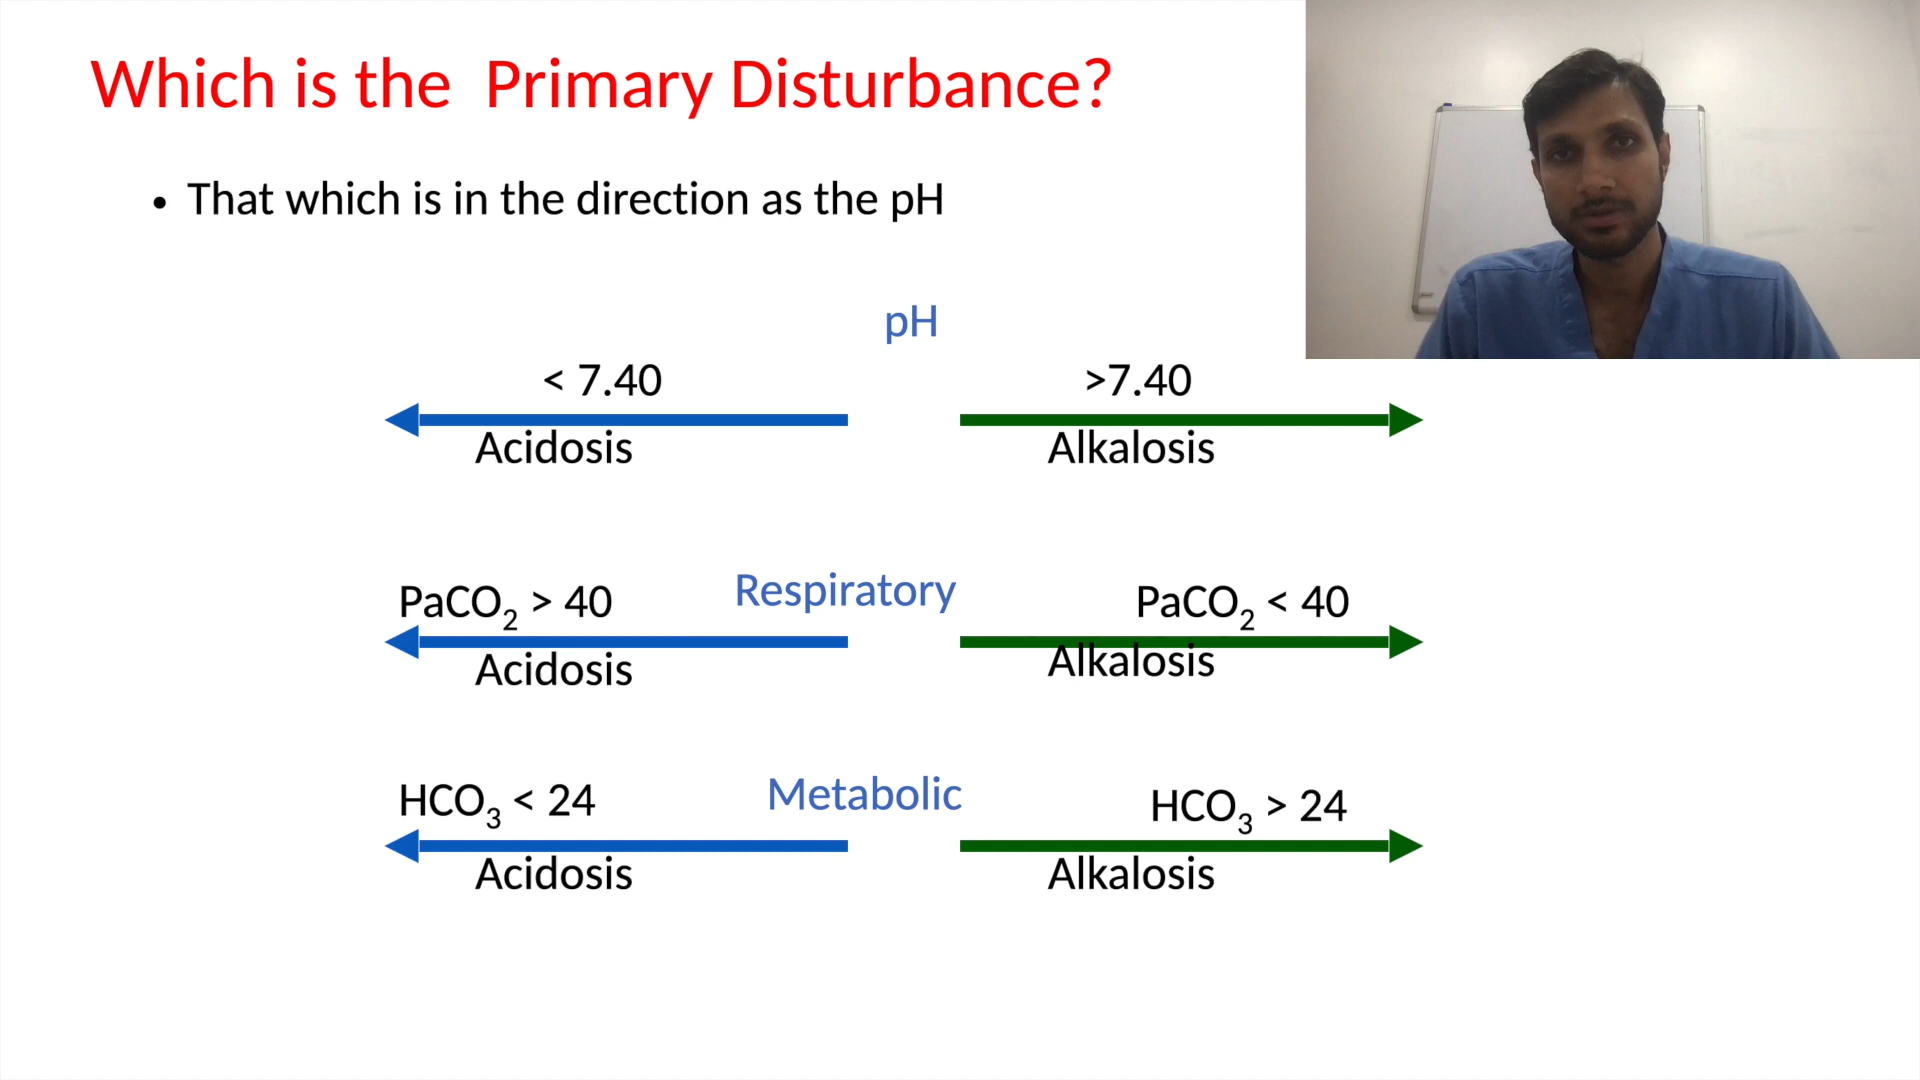 Which is the  Primary Disturbance?
• That which is in the direction as the pH
pH
< 7.40
>7.40
Acidosis
Alkalosis
Respiratory
PaCO₂ > 40
PaCO₂ < 40
Acidosis
Alkalosis
Metabolic
HCO₃ < 24
HCO₃ > 24
Acidosis
Alkalosis